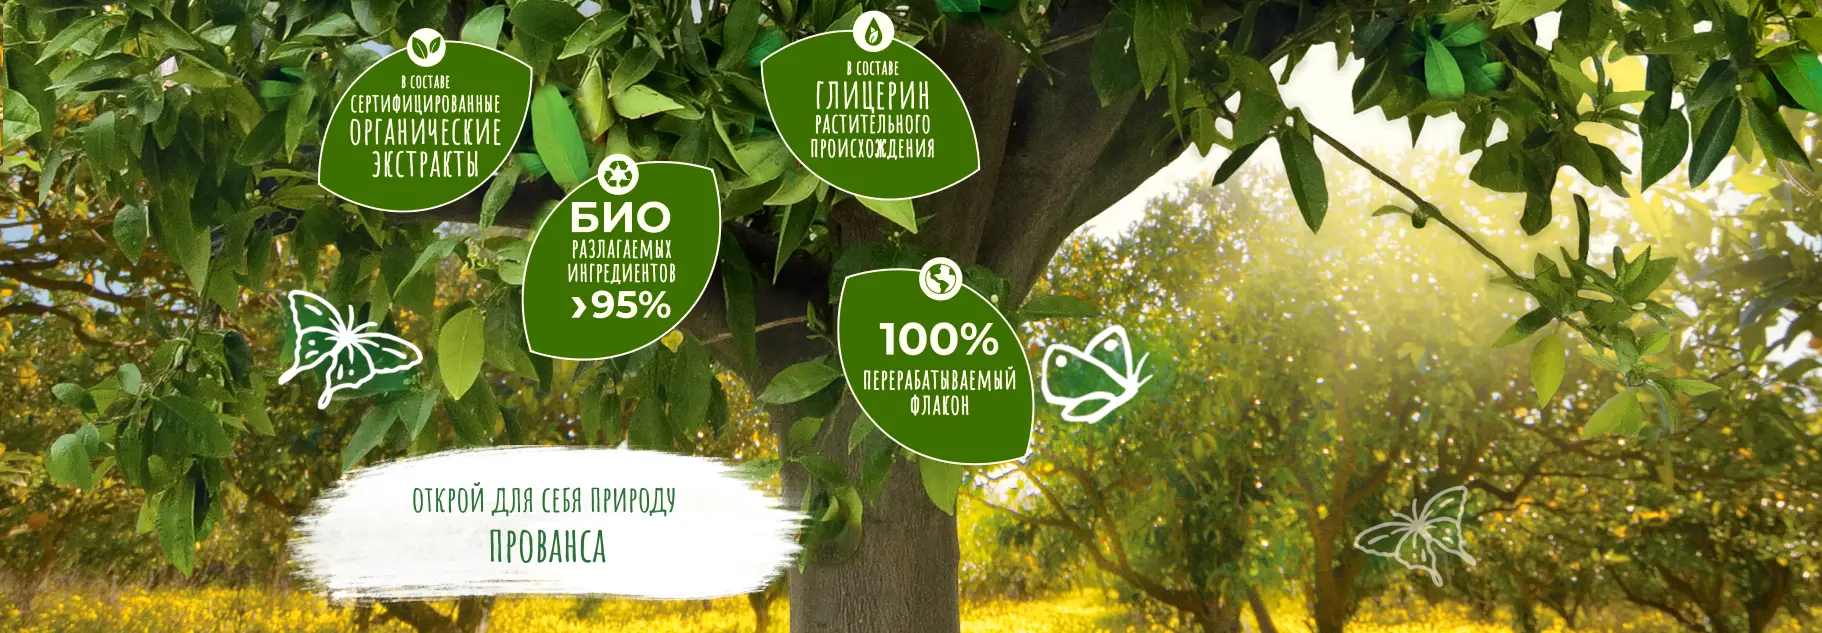 В СОСТАВЕ
СЕРТИФИЦИРОВАННЫЕ
ОРГАНИЧЕСКИЕ
ЭКСТРАКТЫ
БИО
РАЗЛАГАЕМЫХ
ИНГРЕДИЕНТОВ
>95%
В СОСТАВЕ
ГЛИЦЕРИН
РАСТИТЕЛЬНОГО
ПРОИСХОЖДЕНИЯ
100%
ПЕРЕРАБАТЫВАЕМЫЙ
ФЛАКОН
ОТКРОЙ ДЛЯ СЕБЯ ПРИРОДУ
ПРОВАНСА